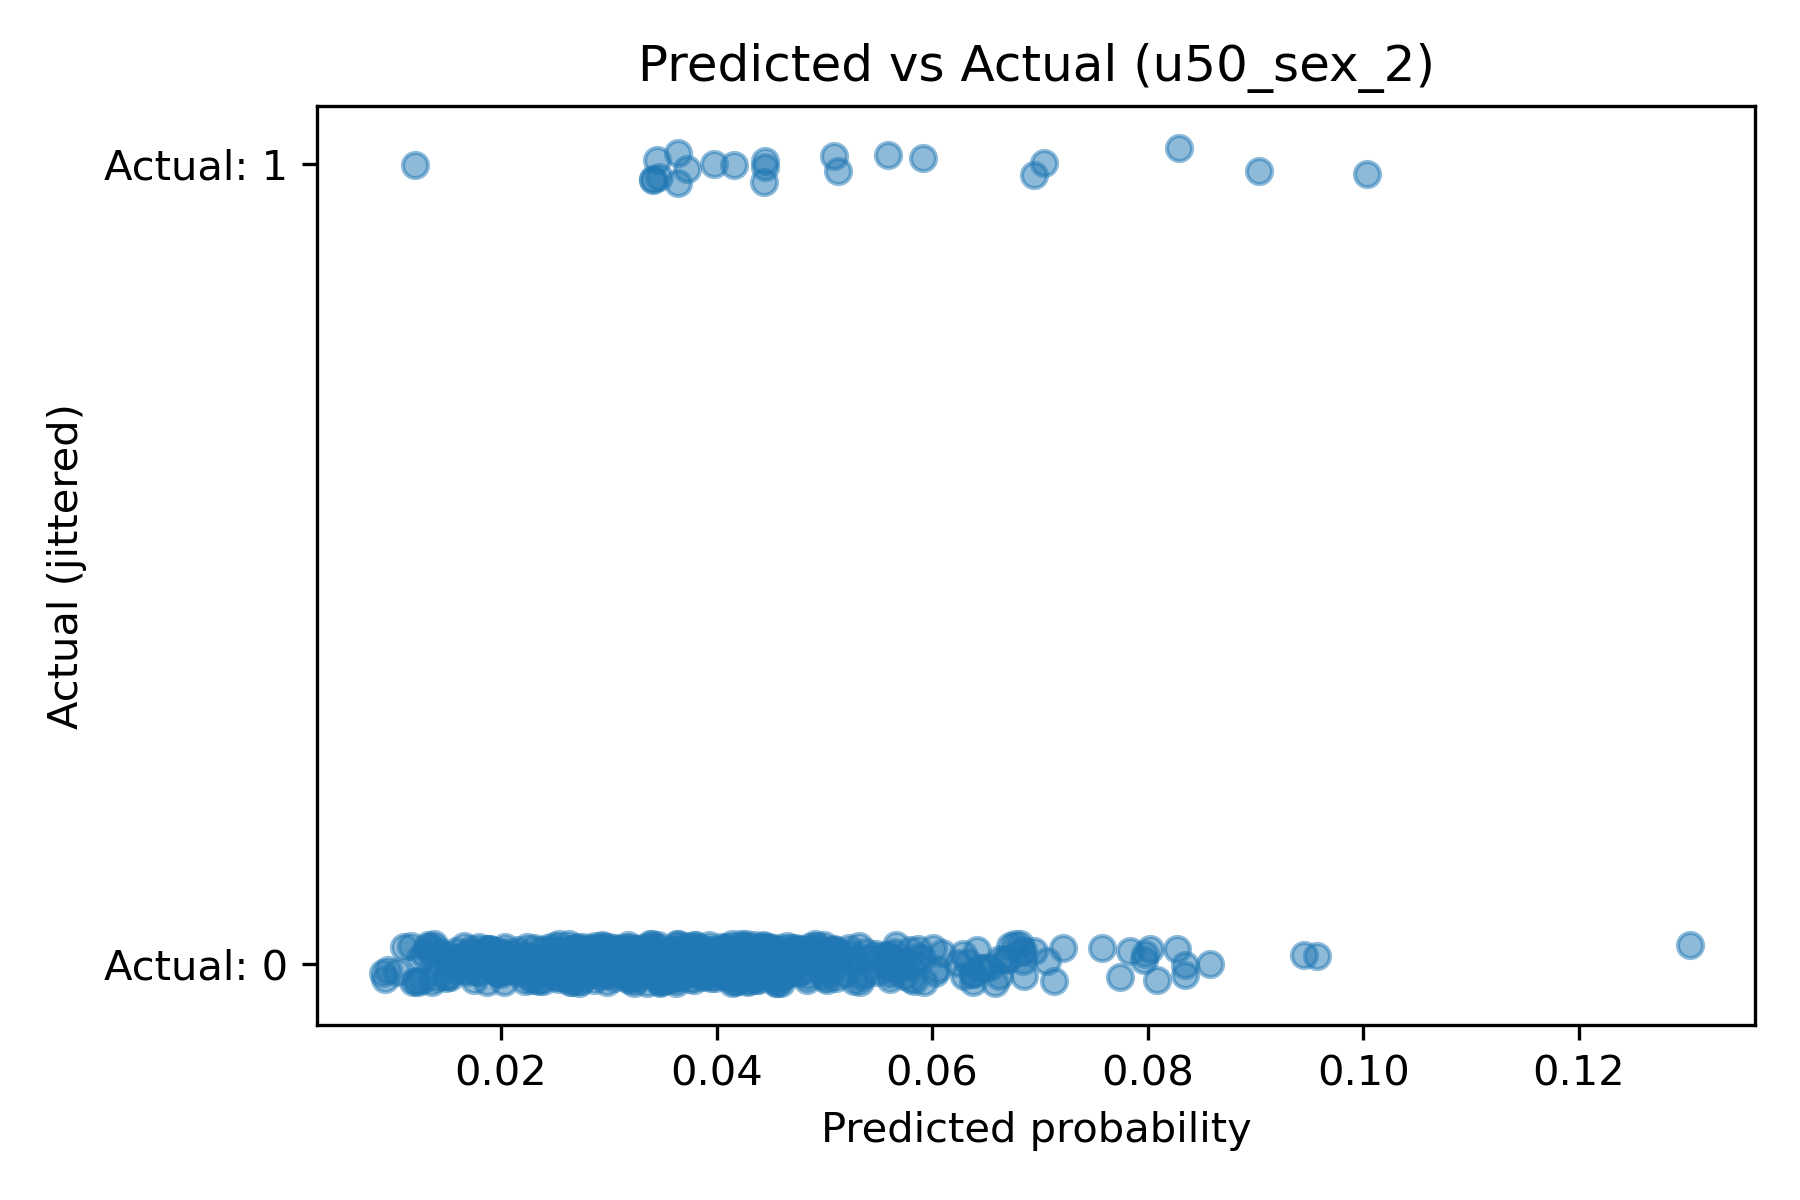 Predicted vs Actual (u50_sex_2)
Actual: 1
Actual (jittered)
Actual: 0
0.02 0.04 0.06 0.08 0.10 0.12
Predicted probability